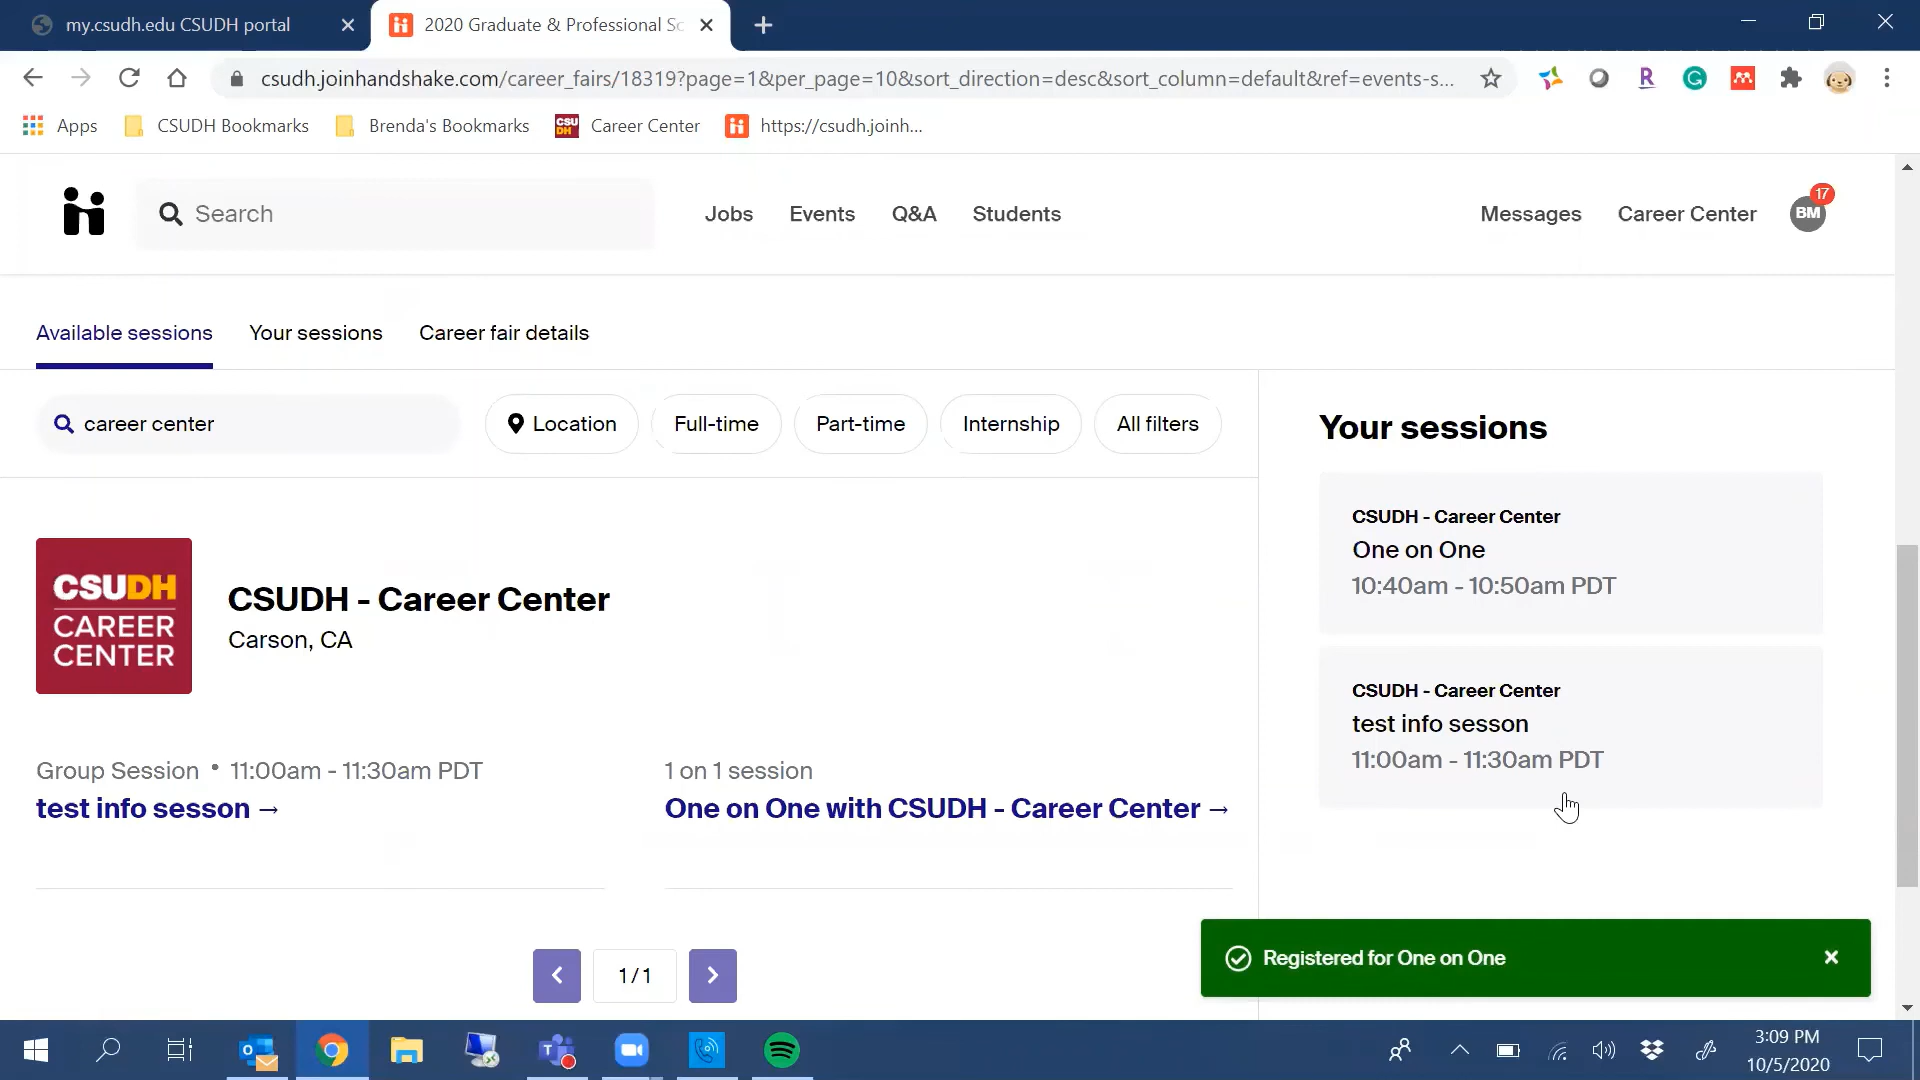 my.csudh.edu CSUDH portal
2020 Graduate & Professional Sc
csudh.joinhandshake.com/career_fairs/18319?page=1&per_page=10&sort_direction=desc&sort_column=default&ref=events-s...
Apps
CSUDH Bookmarks
Brenda's Bookmarks
CSU
DH
Career Center
https://csudh.joinh...
Search
Jobs
Events
Q&A
Students
Messages
Career Center
BM
17
Available sessions
Your sessions
Career fair details
career center
Location
Full-time
Part-time
Internship
All filters
CSUDH
CAREER
CENTER
CSUDH - Career Center
Carson, CA
Group Session • 11:00am - 11:30am PDT
test info sesson →
1 on 1 session
One on One with CSUDH - Career Center →
1 / 1
Your sessions
CSUDH - Career Center
One on One
10:40am - 10:50am PDT
CSUDH - Career Center
test info sesson
11:00am - 11:30am PDT
Registered for One on One
3:09 PM
10/5/2020